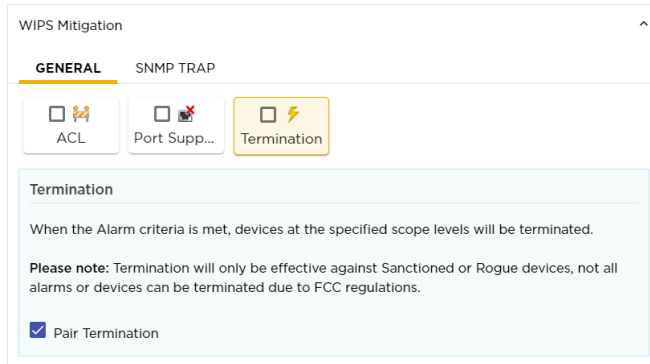 WIPS Mitigation
GENERAL SNMP TRAP
ACL Port Supp... Termination
Termination
When the Alarm criteria is met, devices at the specified scope levels will be terminated.
Please note: Termination will only be effective against Sanctioned or Rogue devices, not all
alarms or devices can be terminated due to FCC regulations.
Pair Termination